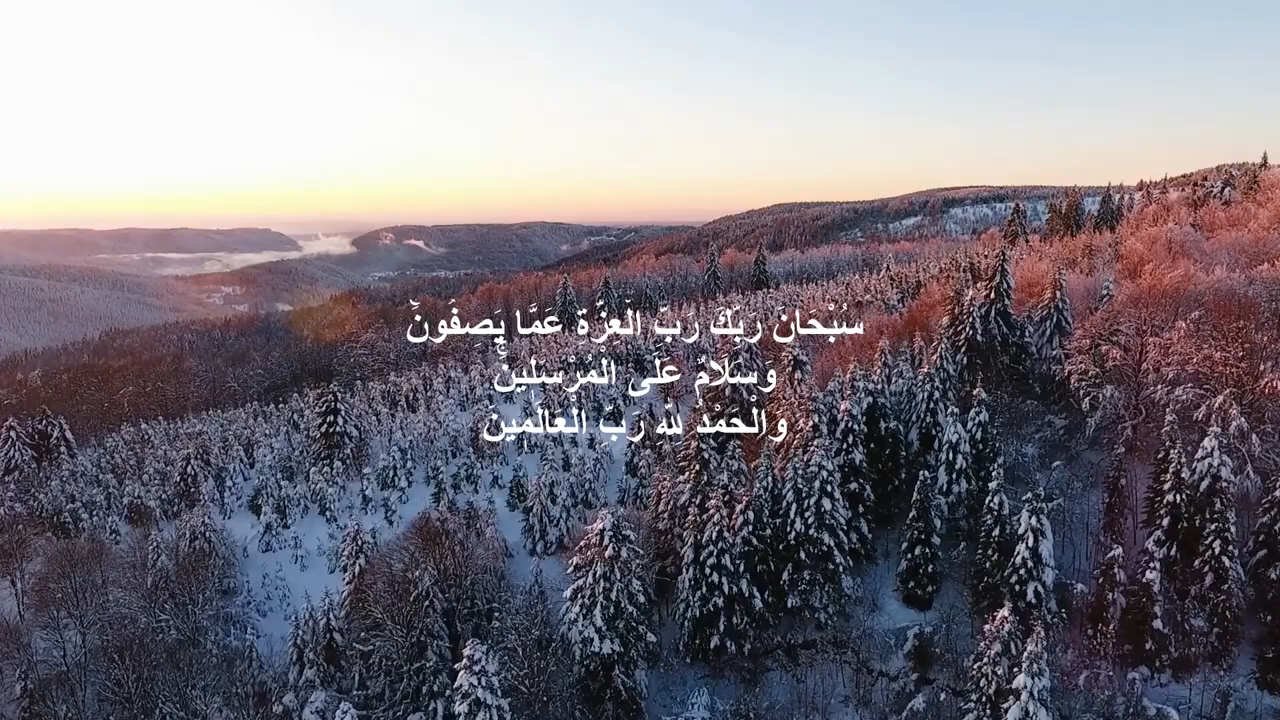 سُبْحَانَ رَبِّكَ رَبِّ الْعِزَّةِ عَمَّا يَصِفُونَ
وَسَلَامٌ عَلَى الْمُرْسَلِينَ
وَالْحَمْدُ لِلَّهِ رَبِّ الْعَالَمِينَ